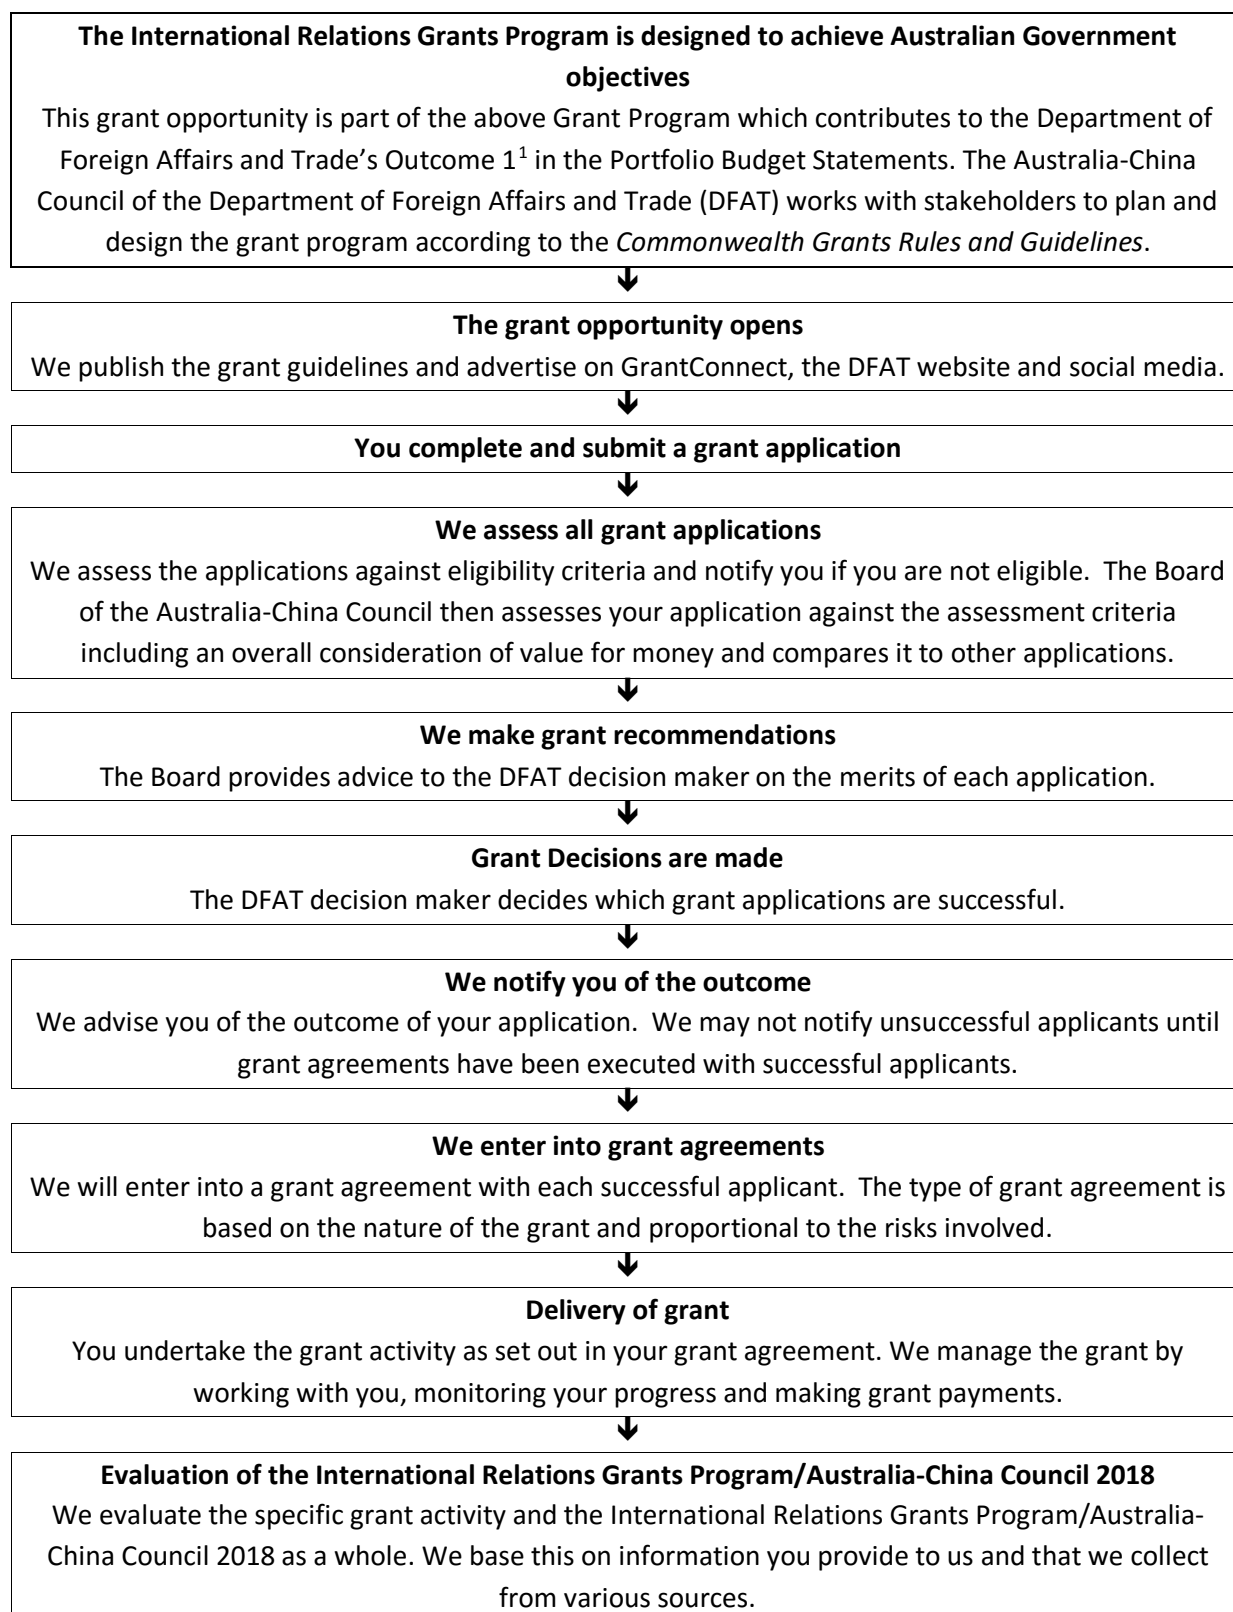 The International Relations Grants Program is designed to achieve Australian Government
objectives
This grant opportunity is part of the above Grant Program which contributes to the Department of
Foreign Affairs and Trade's Outcome 1¹ in the Portfolio Budget Statements. The Australia-China
Council of the Department of Foreign Affairs and Trade (DFAT) works with stakeholders to plan and
design the grant program according to the Commonwealth Grants Rules and Guidelines.
The grant opportunity opens
We publish the grant guidelines and advertise on GrantConnect, the DFAT website and social media.
You complete and submit a grant application
We assess all grant applications
We assess the applications against eligibility criteria and notify you if you are not eligible.  The Board
of the Australia-China Council then assesses your application against the assessment criteria
including an overall consideration of value for money and compares it to other applications.
We make grant recommendations
The Board provides advice to the DFAT decision maker on the merits of each application.
Grant Decisions are made
The DFAT decision maker decides which grant applications are successful.
We notify you of the outcome
We advise you of the outcome of your application.  We may not notify unsuccessful applicants until
grant agreements have been executed with successful applicants.
We enter into grant agreements
We will enter into a grant agreement with each successful applicant.  The type of grant agreement is
based on the nature of the grant and proportional to the risks involved.
Delivery of grant
You undertake the grant activity as set out in your grant agreement. We manage the grant by
working with you, monitoring your progress and making grant payments.
Evaluation of the International Relations Grants Program/Australia-China Council 2018
We evaluate the specific grant activity and the International Relations Grants Program/Australia-
China Council 2018 as a whole. We base this on information you provide to us and that we collect
from various sources.